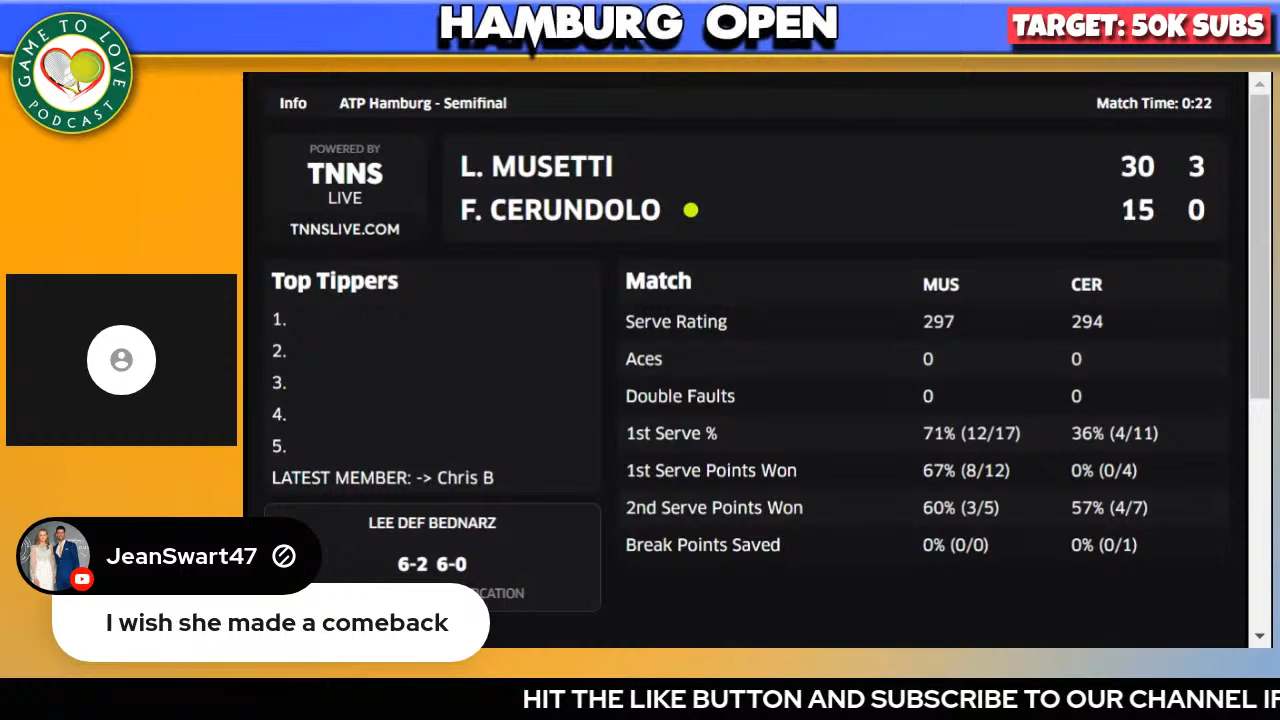 HAMBURG OPEN
TARGET: 50K SUBS
GAME TO LOVE
PODCAST
Info ATP Hamburg - Semifinal Match Time: 0:22
POWERED BY
TNNS
LIVE
TNNSLIVE.COM
L. MUSETTI 30 3
F. CERUNDOLO 15 0
Top Tippers
1.
2.
3.
4.
5.
LATEST MEMBER: -> Chris B
LEE DEF BEDNARZ
6-2 6-0
CATION
Match MUS CER
Serve Rating 297 294
Aces 0 0
Double Faults 0 0
1st Serve % 71% (12/17) 36% (4/11)
1st Serve Points Won 67% (8/12) 0% (0/4)
2nd Serve Points Won 60% (3/5) 57% (4/7)
Break Points Saved 0% (0/0) 0% (0/1)
JeanSwart47
I wish she made a comeback
HIT THE LIKE BUTTON AND SUBSCRIBE TO OUR CHANNEL IF